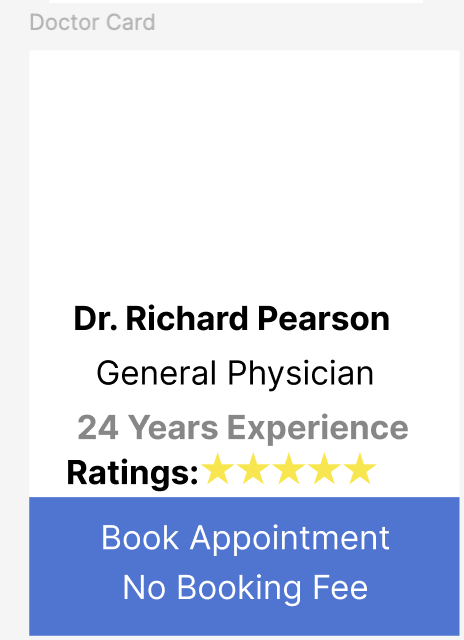 Doctor Card
Dr. Richard Pearson
General Physician
24 Years Experience
Ratings:★★★★★
Book Appointment
No Booking Fee